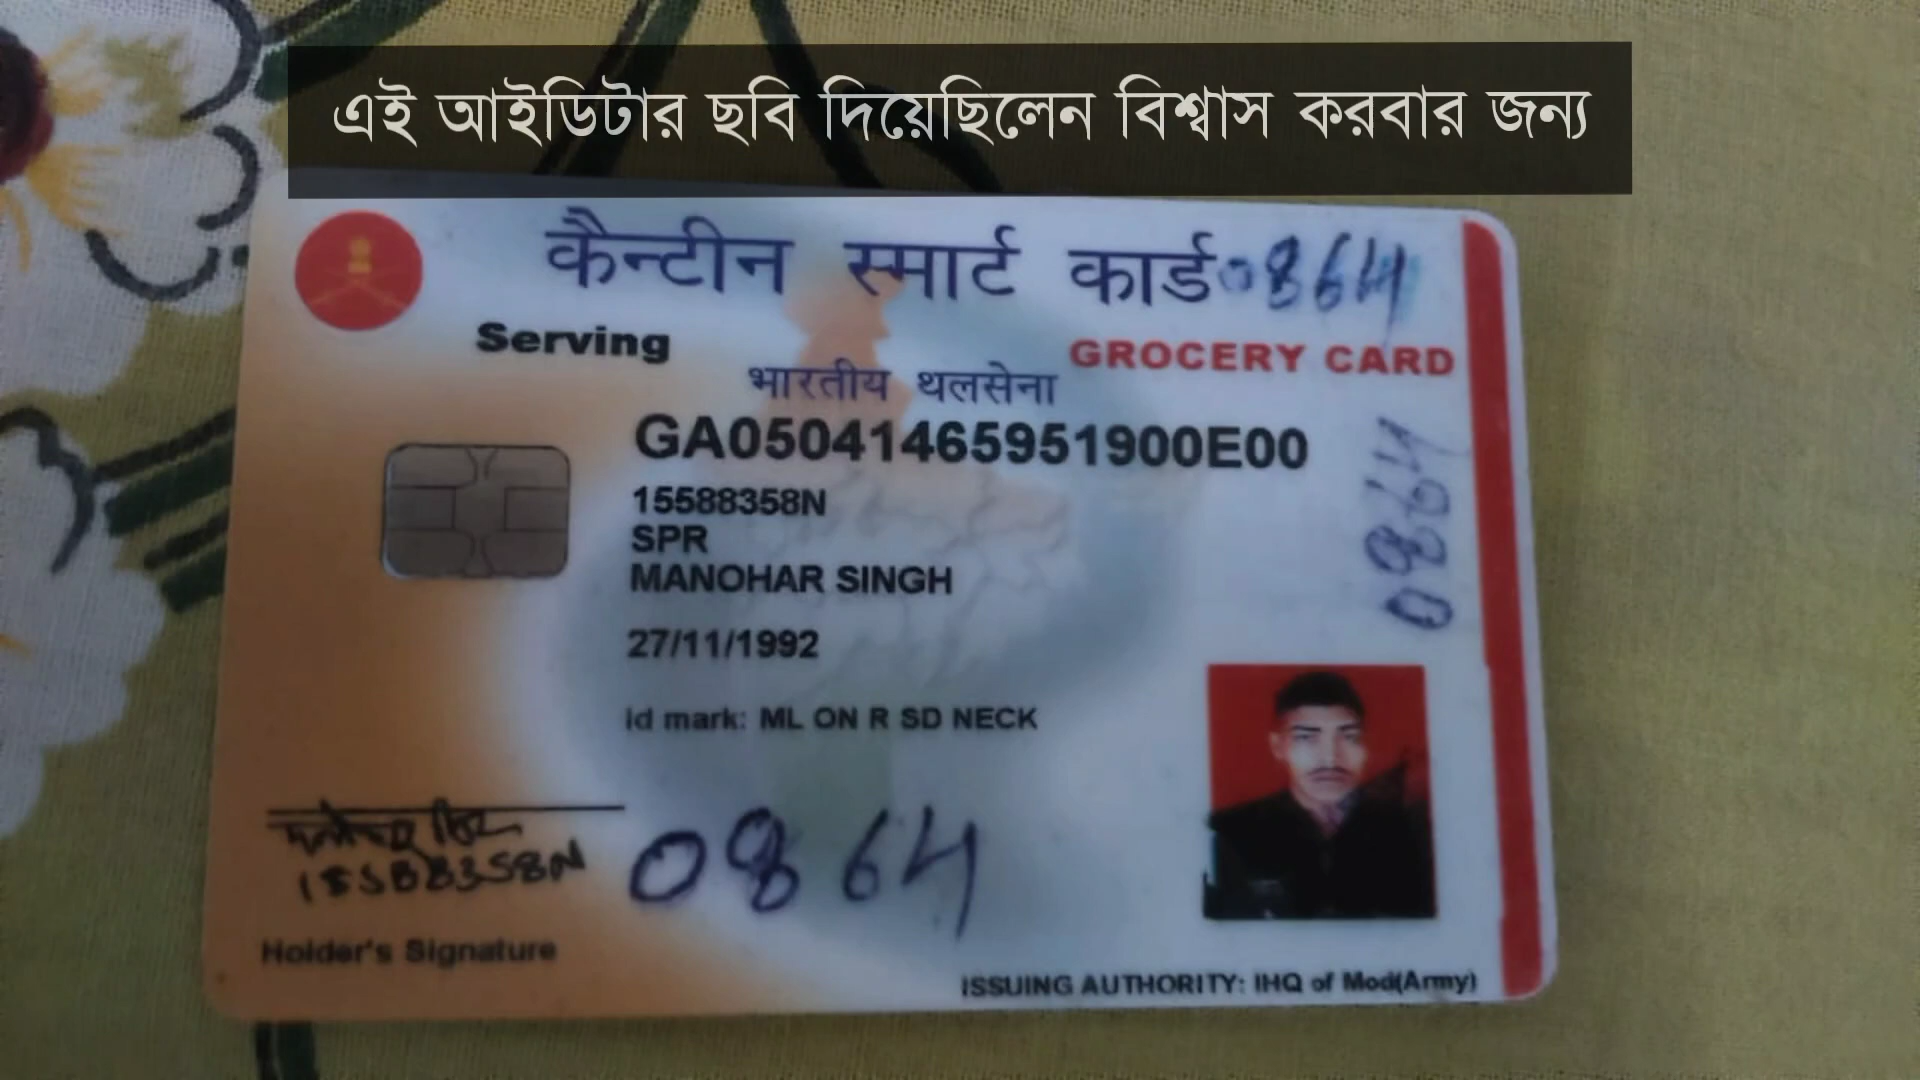 এই আইডিটার ছবি দিয়েছিলেন বিশ্বাস করবার জন্য
कैन्टीन स्मार्ट कार्ड 0864
Serving
GROCERY CARD
भारतीय थलसेना
GA05041465951900E00
0864
15588358N
SPR
MANOHAR SINGH
27/11/1992
id mark: ML ON R SD NECK
15588358N
0864
Holder's Signature
ISSUING AUTHORITY: IHQ of Mod(Army)